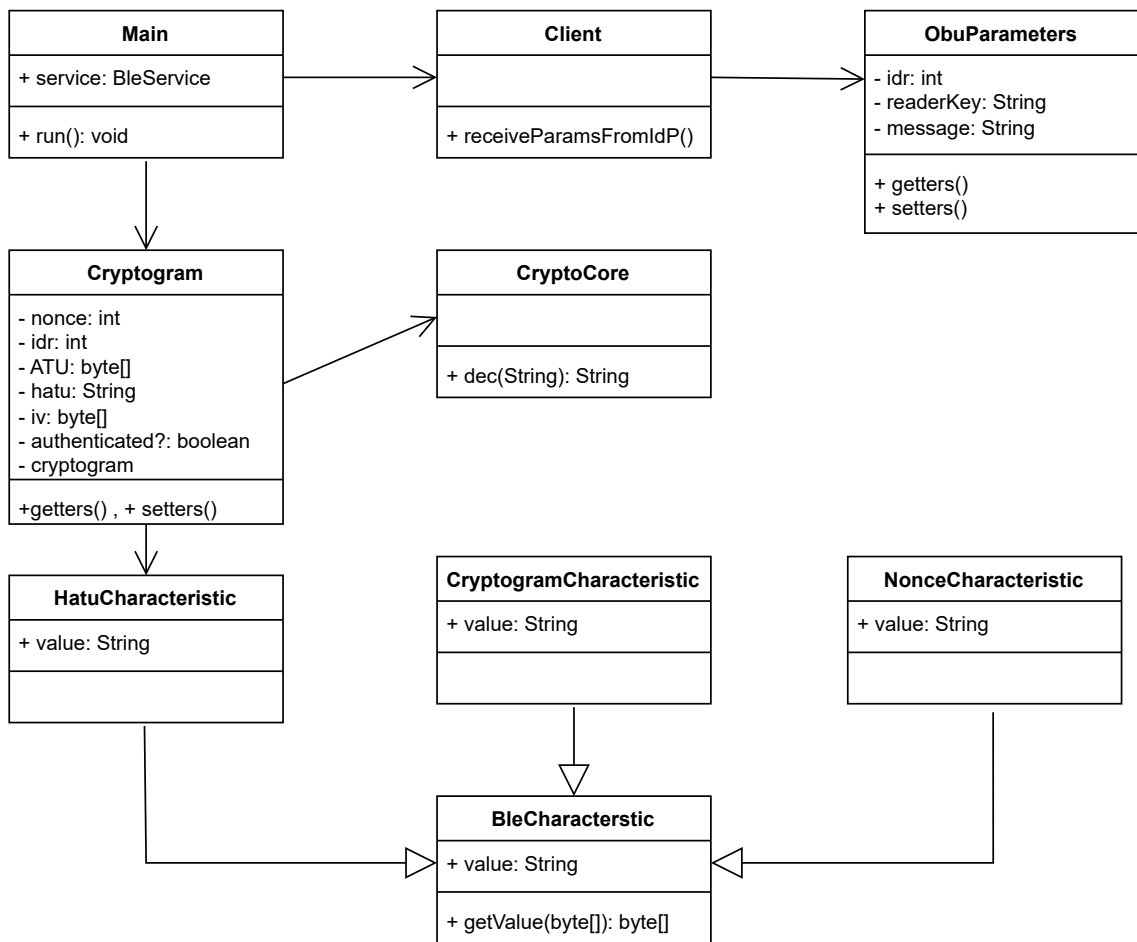 Main
+ service: BleService
+ run(): void
Client
+ receiveParamsFromIdP()
ObuParameters
- idr: int
- readerKey: String
- message: String
+ getters()
+ setters()
Cryptogram
- nonce: int
- idr: int
- ATU: byte[]
- hatu: String
- iv: byte[]
- authenticated?: boolean
- cryptogram
+getters() , + setters()
CryptoCore
+ dec(String): String
HatuCharacteristic
+ value: String
CryptogramCharacteristic
+ value: String
NonceCharacteristic
+ value: String
BleCharacterstic
+ value: String
+ getValue(byte[]): byte[]